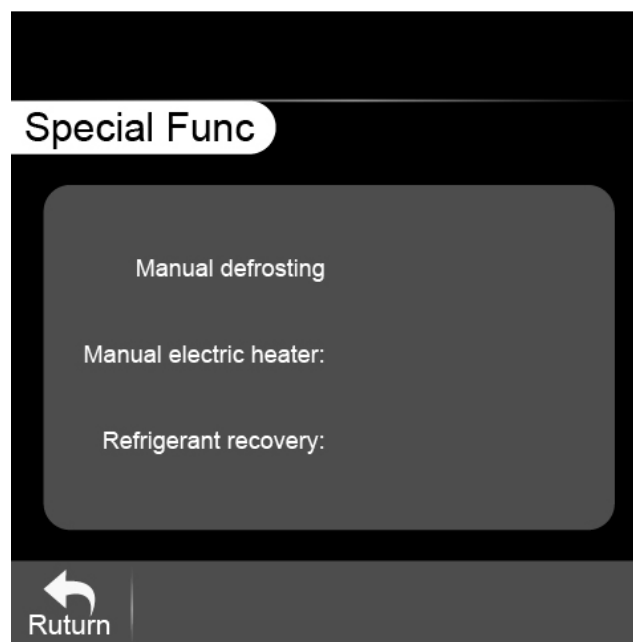 Special Func
Manual defrosting
Manual electric heater:
Refrigerant recovery:
Ruturn